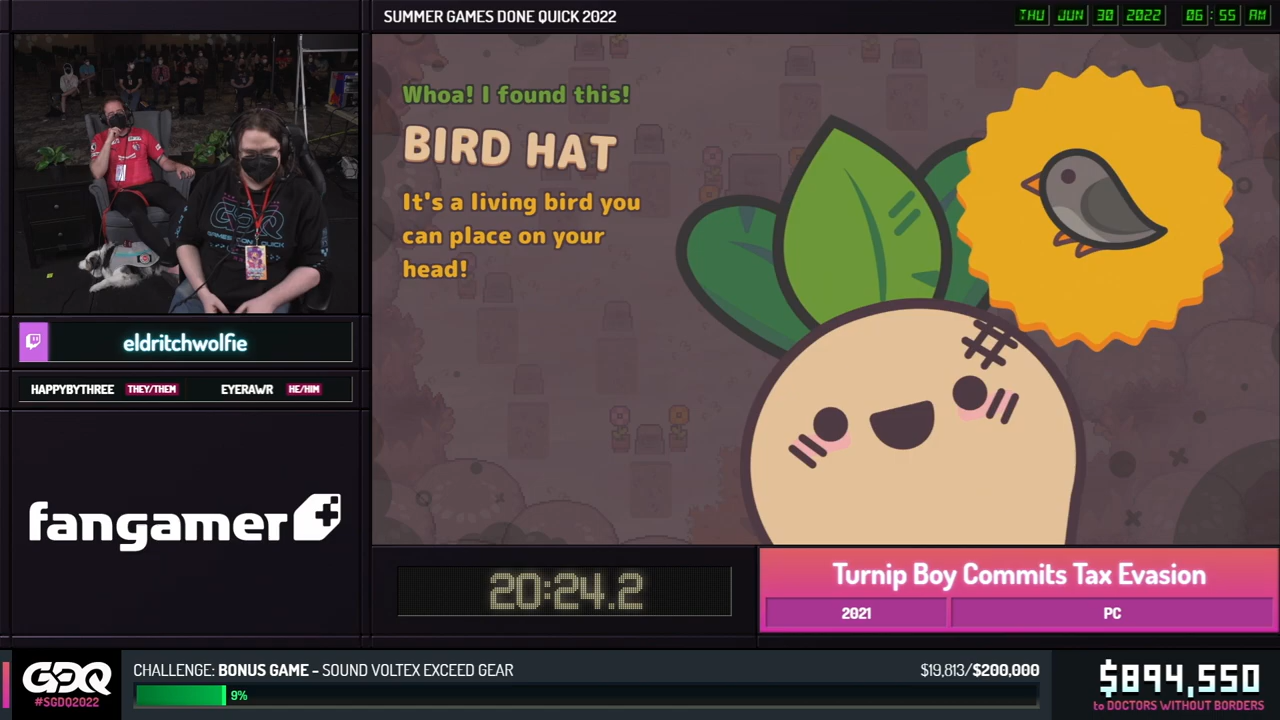 SUMMER GAMES DONE QUICK 2022
THU JUN 30 2022 06:55 AM
Whoa! I found this!
BIRD HAT
It's a living bird you
can place on your
head!
GDQ
eldritchwolfie
HAPPYBYTHREE THEY/THEM EYERAWR HE/HIM
fangamer
20:24.2
Turnip Boy Commits Tax Evasion
2021 PC
GDQ
#SGDQ2022
CHALLENGE: BONUS GAME - SOUND VOLTEX EXCEED GEAR
$19,813/$200,000
9%
$894,550
to DOCTORS WITHOUT BORDERS